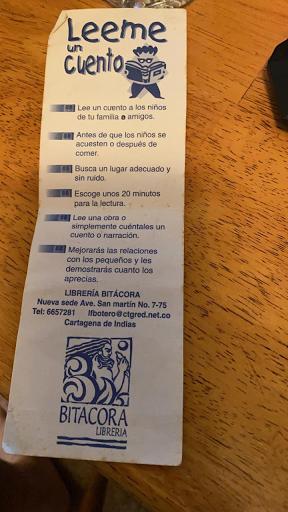 Leeme
un
cuento
Lee un cuento a los niños
de tu familia o amigos.
Antes de que los niños se
acuesten o después de
comer.
Busca un lugar adecuado y
sin ruido.
Escoge unos 20 minutos
para la lectura.
Lee una obra o
simplemente cuéntales un
cuento o narración.
Mejorarás las relaciones
con los pequeños y les
demostrarás cuanto los
aprecias.
LIBRERÍA BITÁCORA
Nueva sede Ave. San martín No. 7-75
Tel: 6657281 lfbotero@ctgred.net.co
Cartagena de Indias
BITACORA
LIBRERIA